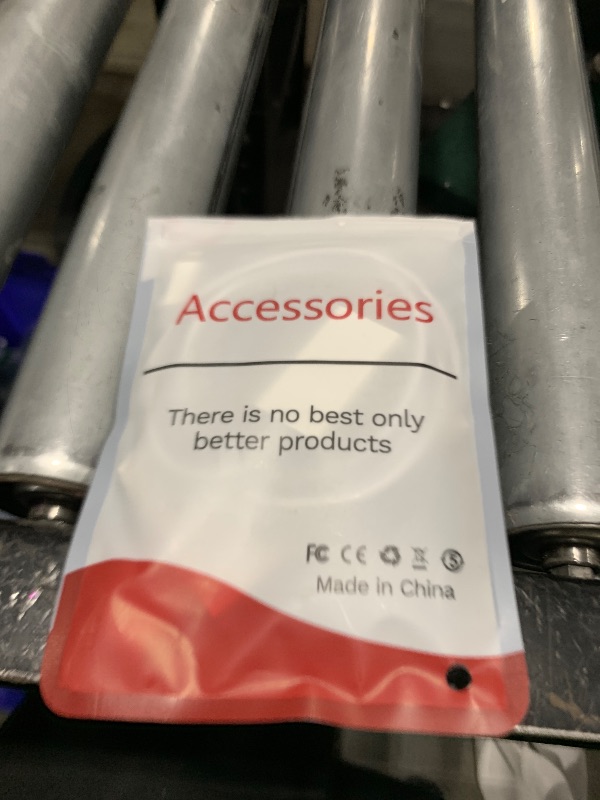 Accessories
There is no best only
better products
FC CE
Made in China